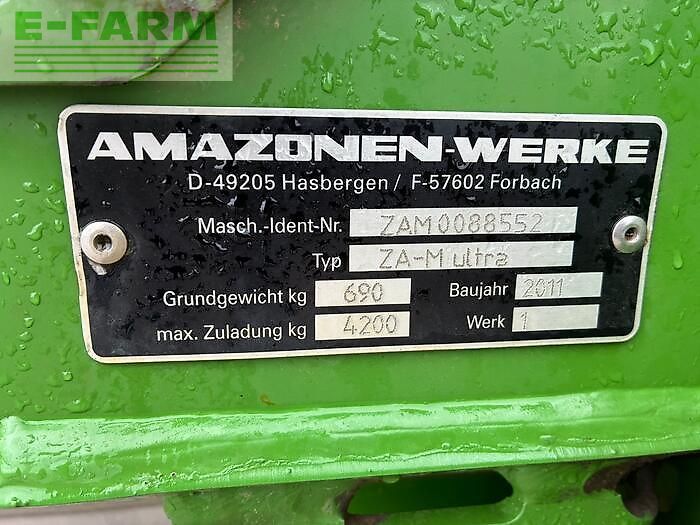 E-FARM
AMAZONEN-WERKE
D-49205 Hasbergen / F-57602 Forbach
Masch.-Ident-Nr. ZAM0088552
Typ ZA-M ultra
Grundgewicht kg 690 Baujahr 2011
max. Zuladung kg 4200 Werk 1